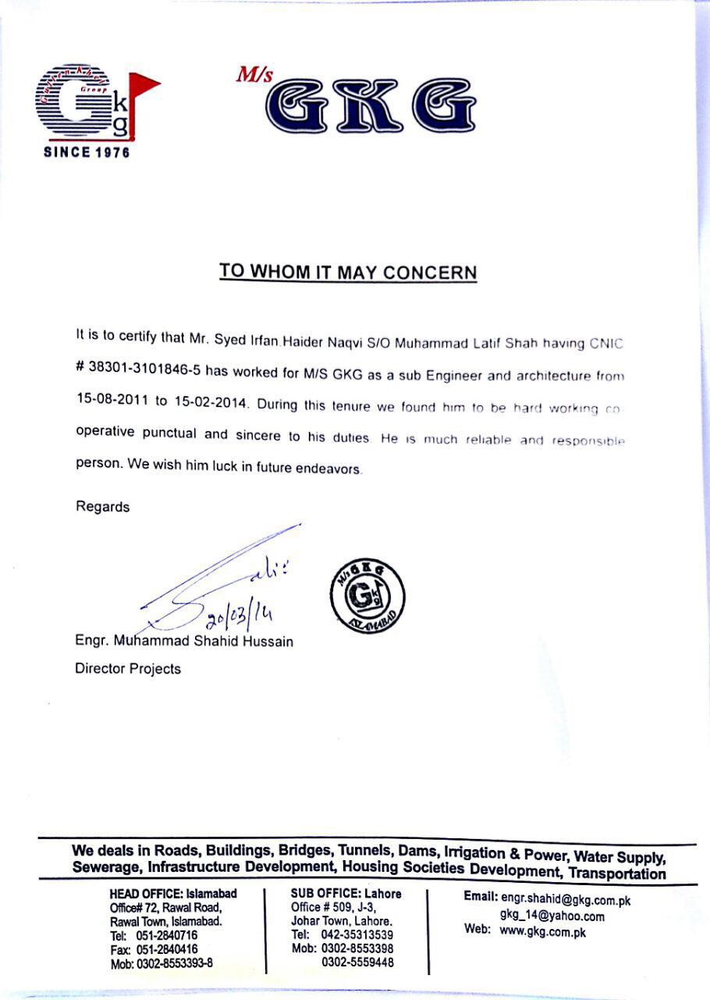 Gulfen Khel
Group
G
k
g
SINCE 1976
M/s
GKG
TO WHOM IT MAY CONCERN
It is to certify that Mr. Syed Irfan Haider Naqvi S/O Muhammad Latif Shah having CNIC
# 38301-3101846-5 has worked for M/S GKG as a sub Engineer and architecture from
15-08-2011 to 15-02-2014. During this tenure we found him to be hard working co-
operative punctual and sincere to his duties. He is much reliable and responsible
person. We wish him luck in future endeavors.
Regards
20/03/14
M/s GKG
G
k
g
ISLAMABAD
Engr. Muhammad Shahid Hussain
Director Projects
We deals in Roads, Buildings, Bridges, Tunnels, Dams, Irrigation & Power, Water Supply,
Sewerage, Infrastructure Development, Housing Societies Development, Transportation
HEAD OFFICE: Islamabad
Office# 72, Rawal Road,
Rawal Town, Islamabad.
Tel: 051-2840716
Fax: 051-2840416
Mob: 0302-8553393-8
SUB OFFICE: Lahore
Office # 509, J-3,
Johar Town, Lahore.
Tel: 042-35313539
Mob: 0302-8553398
0302-5559448
Email: engr.shahid@gkg.com.pk
gkg_14@yahoo.com
Web: www.gkg.com.pk